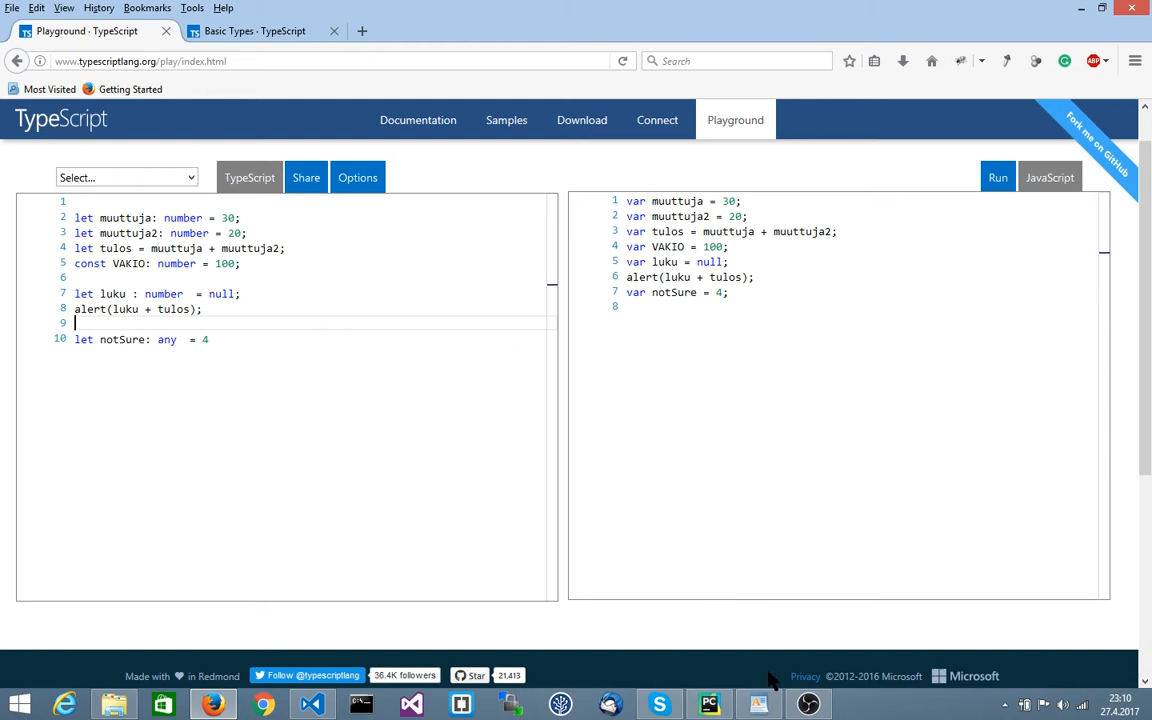 File Edit View History Bookmarks Tools Help
Playground · TypeScript
Basic Types · TypeScript
www.typescriptlang.org/play/index.html
Search
ABP
Most Visited
Getting Started
TypeScript
Documentation
Samples
Download
Connect
Playground
Fork me on GitHub
Select...
TypeScript
Share
Options
Run
JavaScript
1
2 let muuttuja: number = 30;
3 let muuttuja2: number = 20;
4 let tulos = muuttuja + muuttuja2;
5 const VAKIO: number = 100;
6
7 let luku : number  = null;
8 alert(luku + tulos);
9
10 let notSure: any  = 4
1 var muuttuja = 30;
2 var muuttuja2 = 20;
3 var tulos = muuttuja + muuttuja2;
4 var VAKIO = 100;
5 var luku = null;
6 alert(luku + tulos);
7 var notSure = 4;
8
Made with ♥ in Redmond
Follow @typescriptlang
36.4K followers
Star
21,413
Privacy ©2012-2016 Microsoft
Microsoft
23:10
27.4.2017